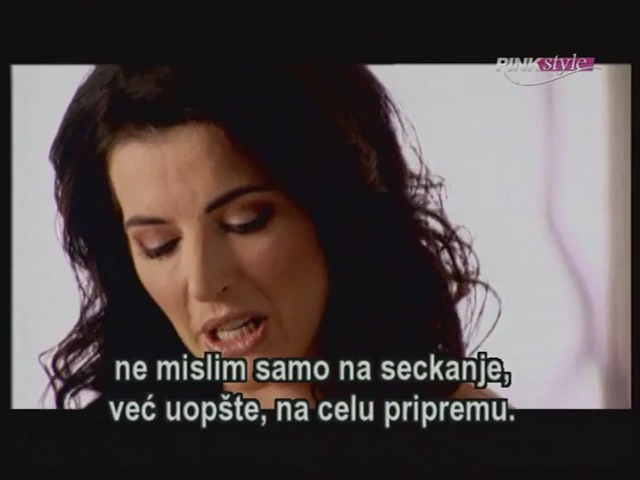 PINK style
ne mislim samo na seckanje,
već uopšte, na celu pripremu.